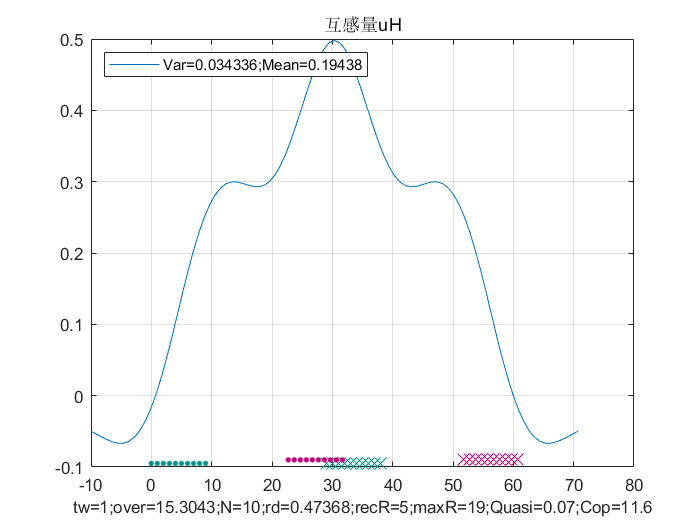 互感量uH
Var=0.034336;Mean=0.19438
0.5
0.4
0.3
0.2
0.1
0
-0.1
-10 0 10 20 30 40 50 60 70 80
tw=1;over=15.3043;N=10;rd=0.47368;recR=5;maxR=19;Quasi=0.07;Cop=11.6